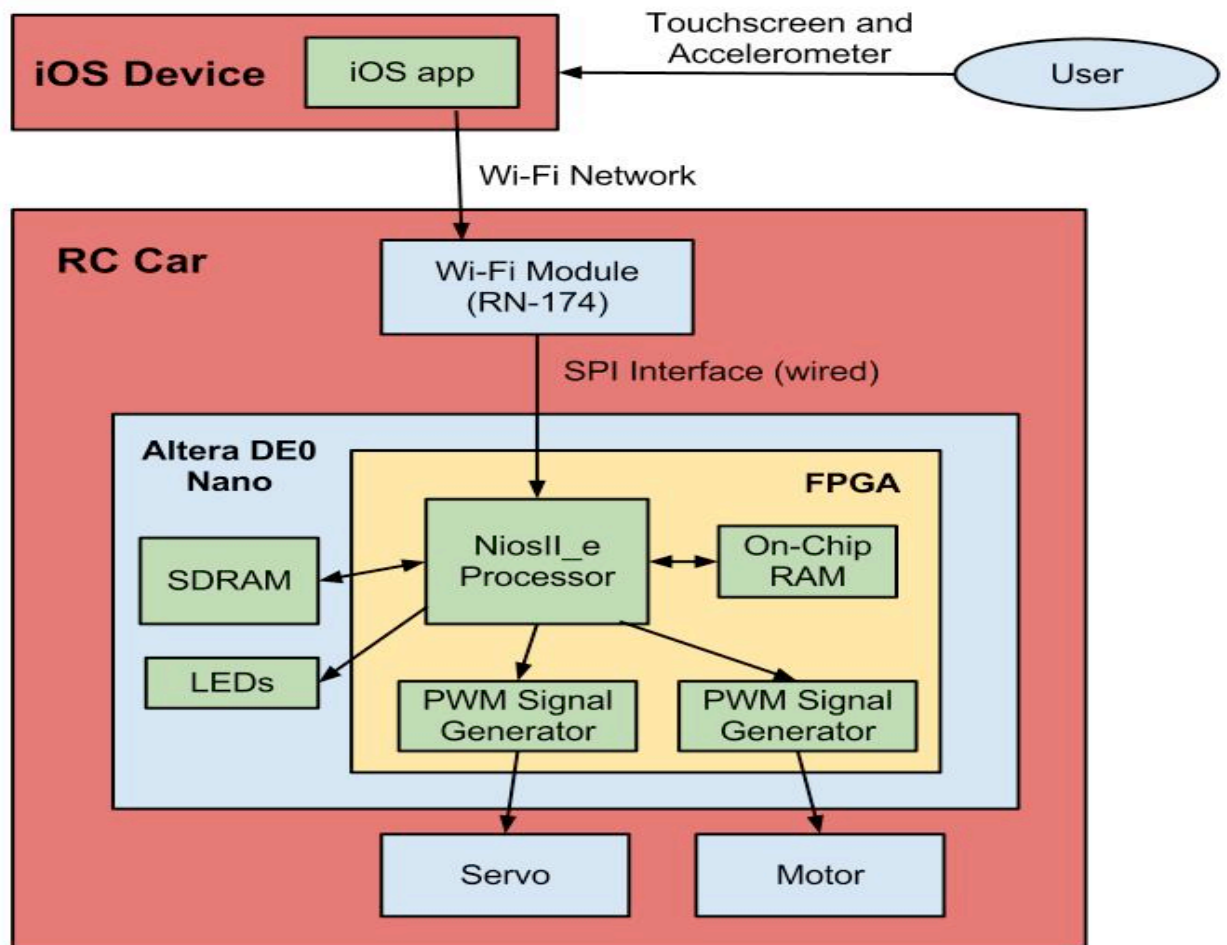 Touchscreen and
Accelerometer
iOS Device
iOS app
User
Wi-Fi Network
RC Car
Wi-Fi Module
(RN-174)
SPI Interface (wired)
Altera DE0
Nano
FPGA
NiosII_e
Processor
On-Chip
RAM
SDRAM
LEDs
PWM Signal
Generator
PWM Signal
Generator
Servo
Motor